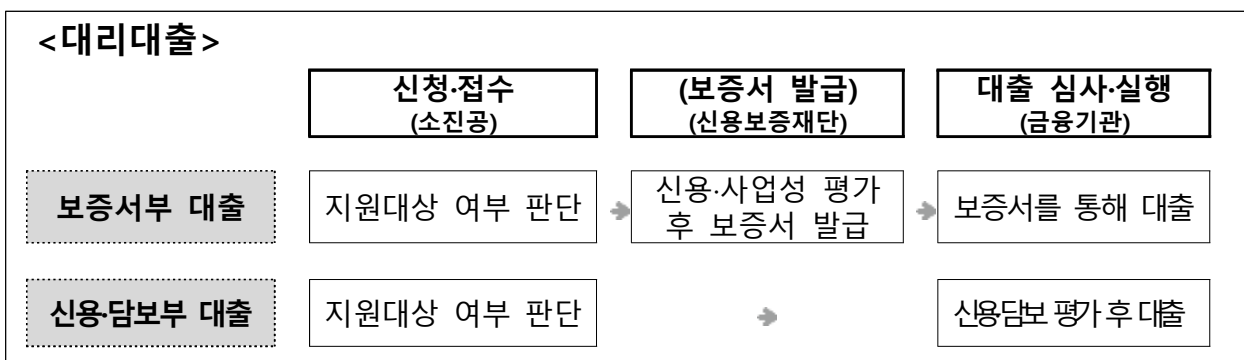 <대리대출>
신청·접수 (보증서 발급) 대출 심사·실행
(소진공) (신용보증재단) (금융기관)
보증서부 대출 지원대상 여부 판단 신용·사업성 평가 후 보증서 발급 보증서를 통해 대출
신용·담보부 대출 지원대상 여부 판단 신용담보 평가 후 대출